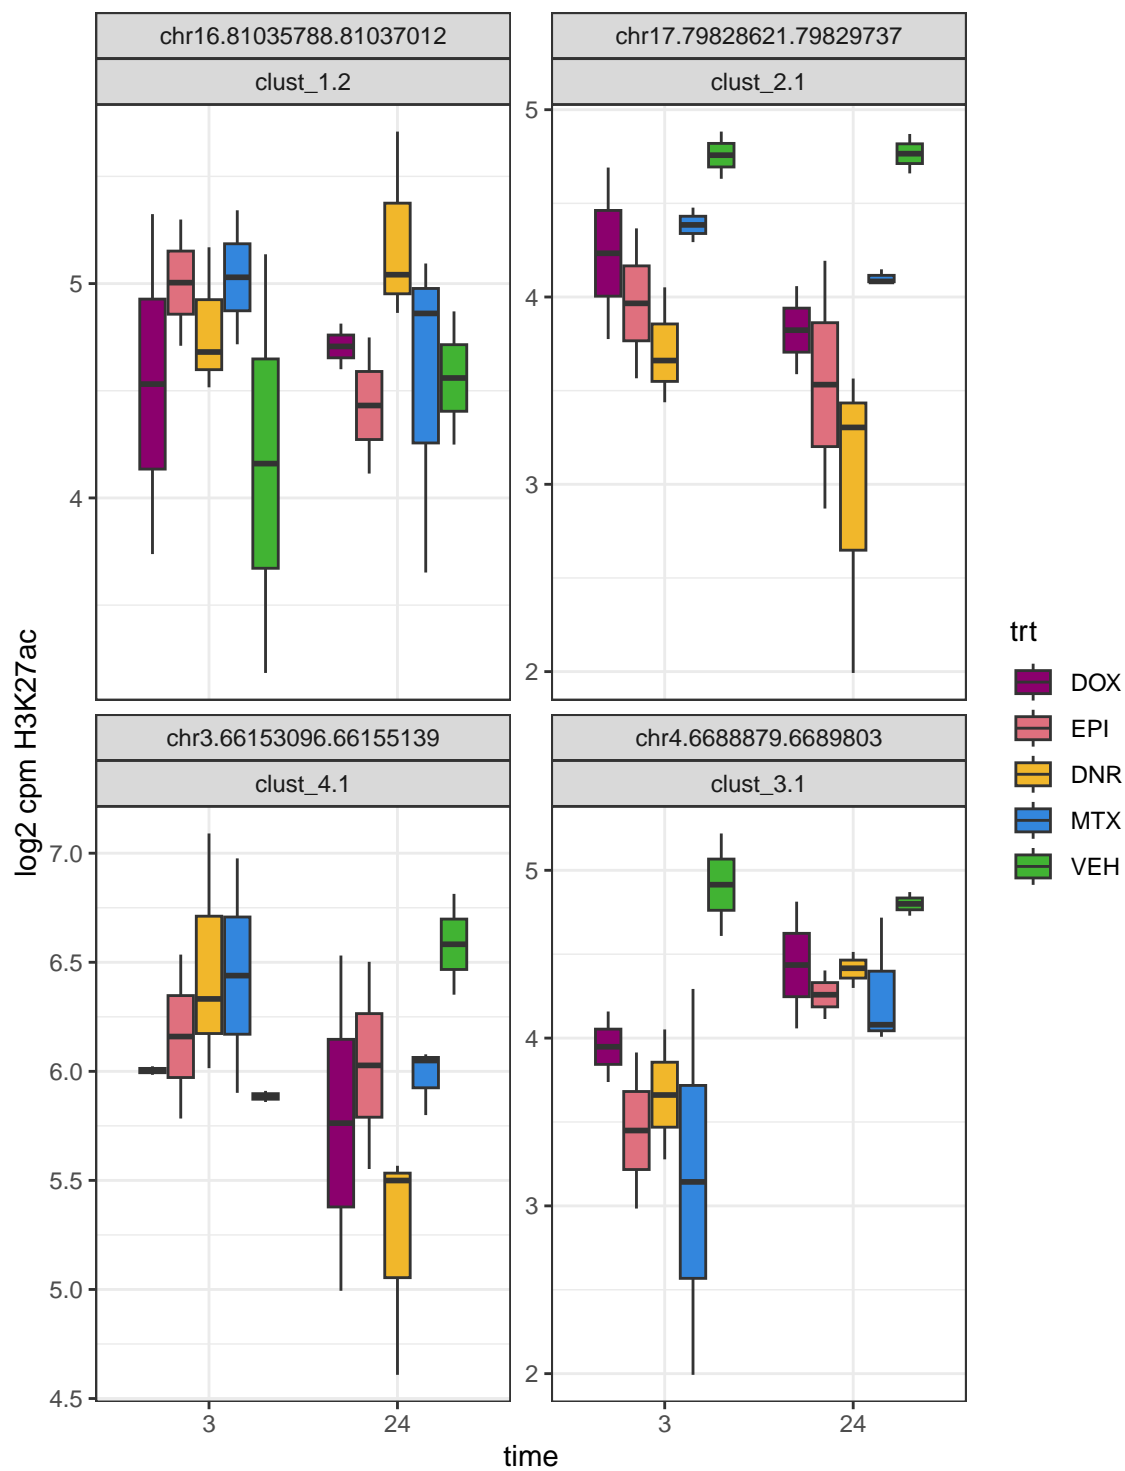 chr16.81035788.81037012
clust_1.2
5
4
chr17.79828621.79829737
clust_2.1
5
4
3
2
chr3.66153096.66155139
clust_4.1
7.0
6.5
6.0
5.5
5.0
4.5
3
24
chr4.6688879.6689803
clust_3.1
5
4
3
2
3
24
log2 cpm H3K27ac
time
trt
DOX
EPI
DNR
MTX
VEH